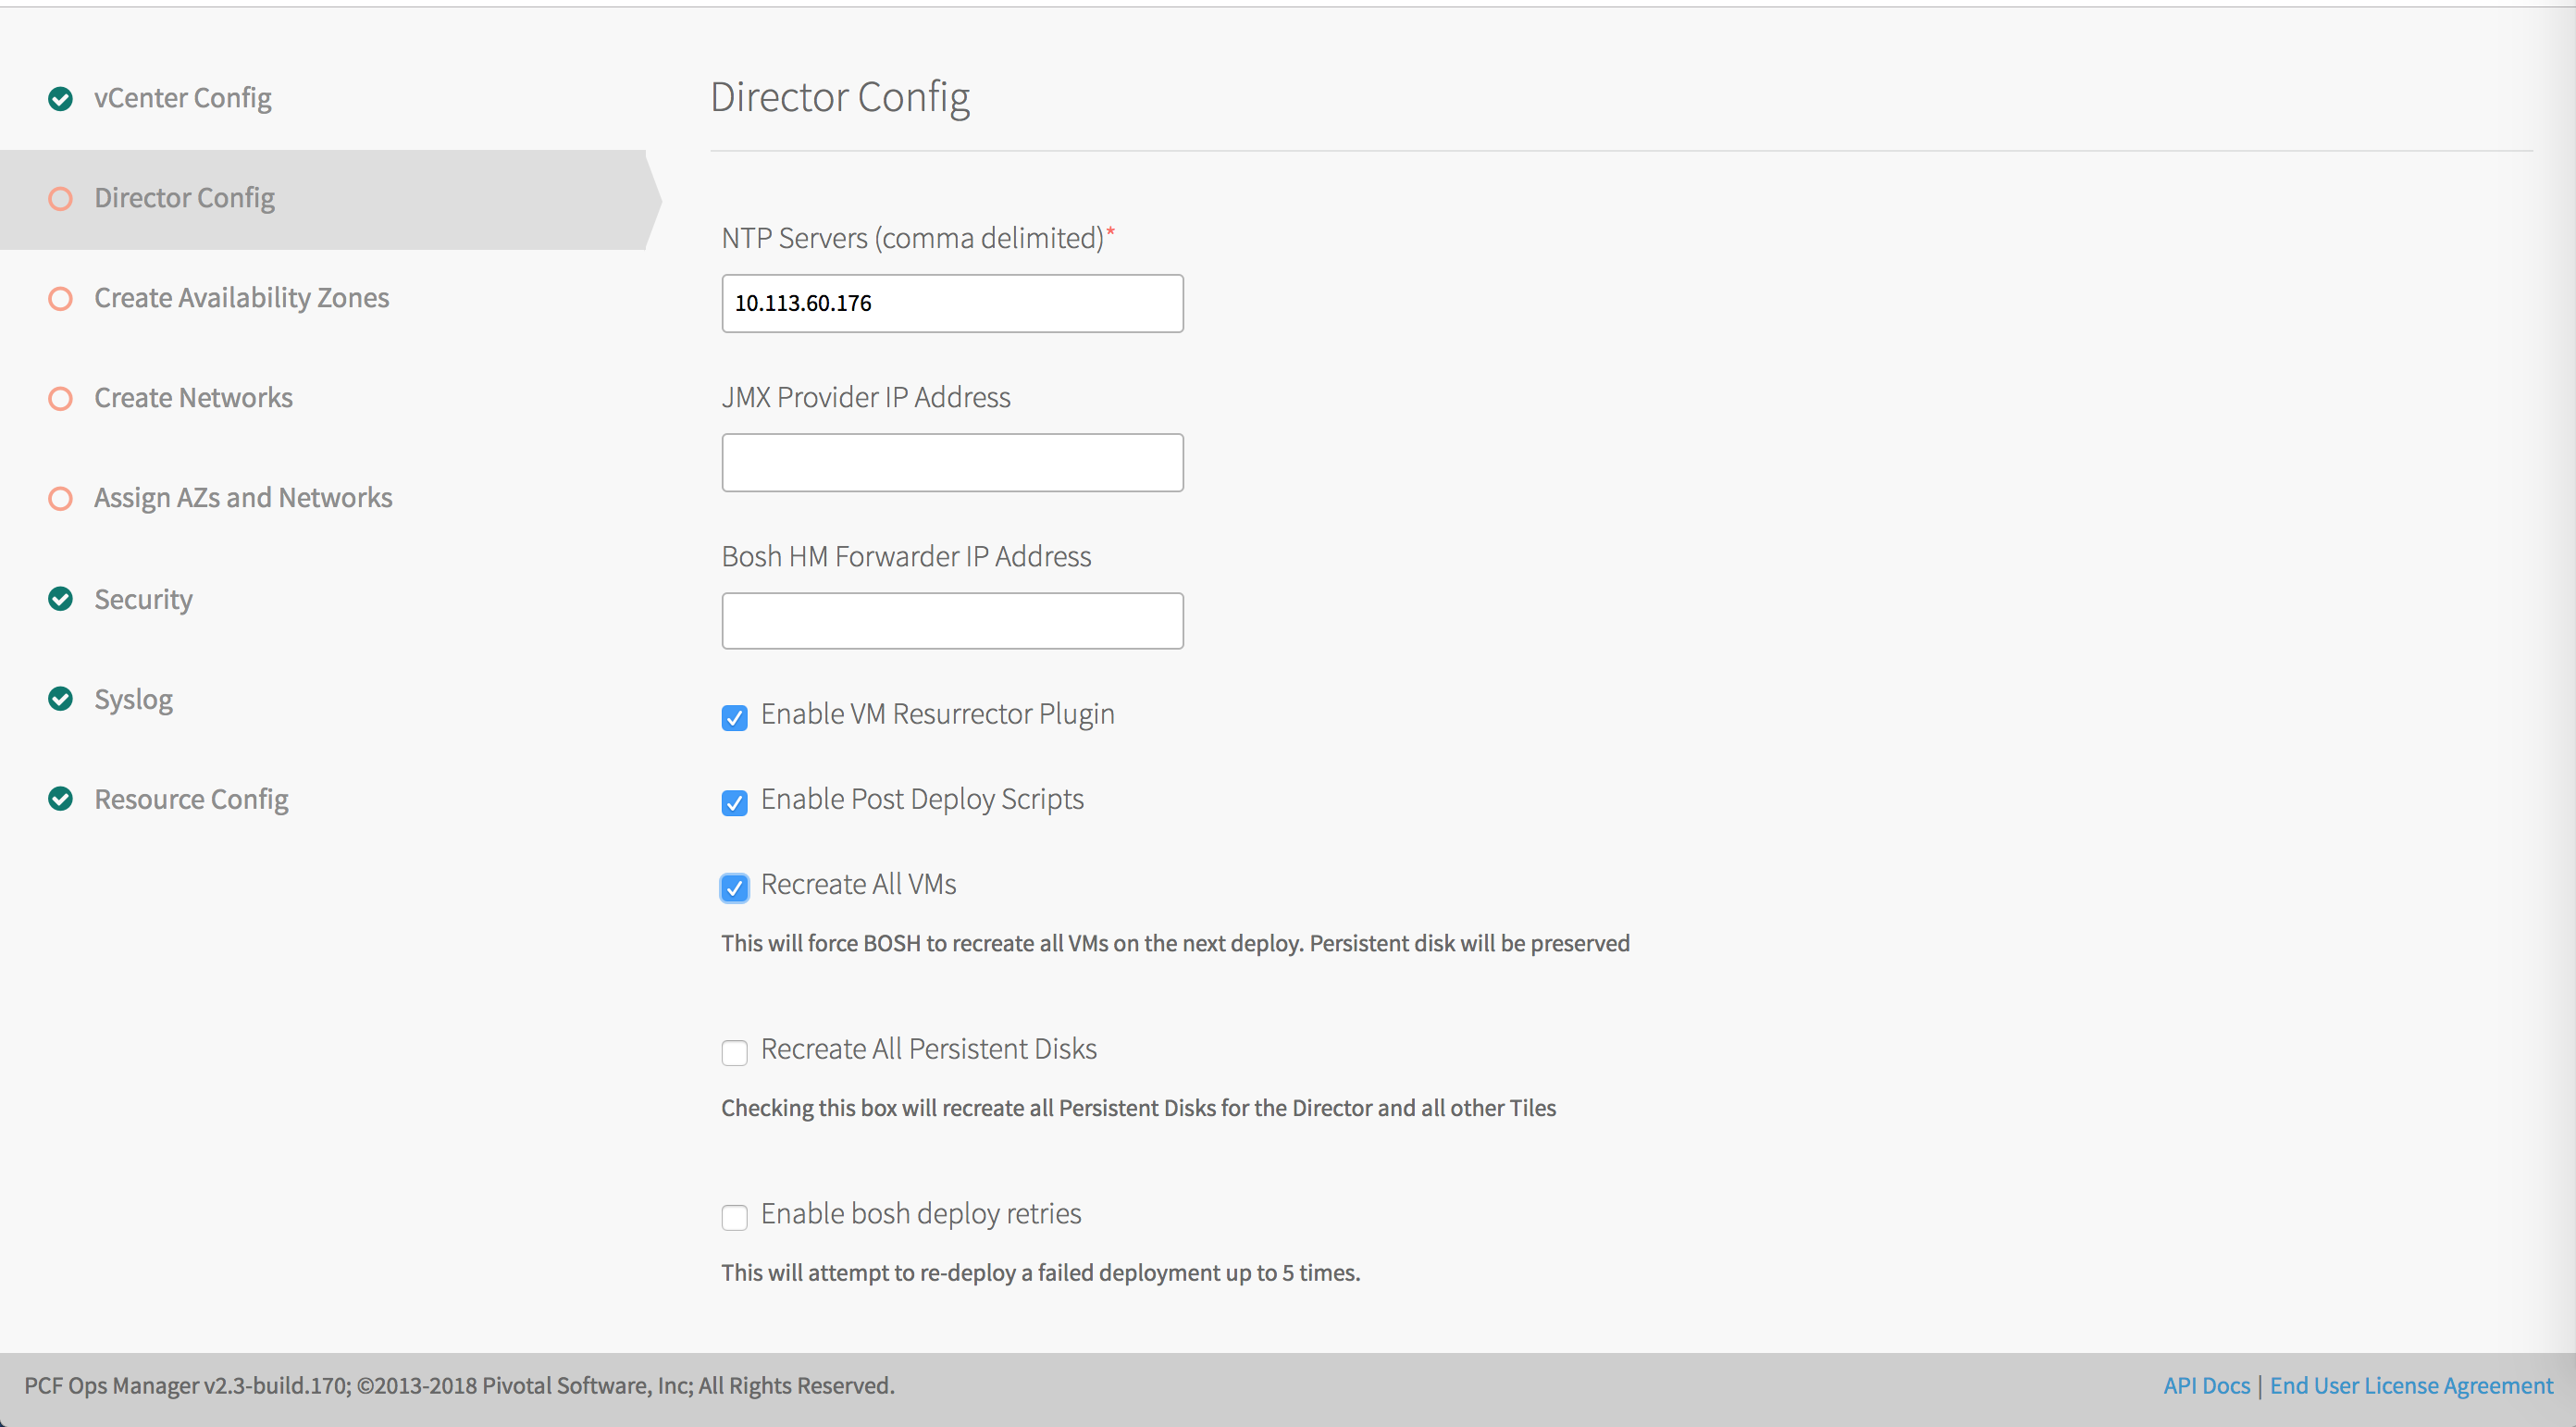 vCenter Config
Director Config
Create Availability Zones
Create Networks
Assign AZs and Networks
Security
Syslog
Resource Config
Director Config
NTP Servers (comma delimited)*
10.113.60.176
JMX Provider IP Address
Bosh HM Forwarder IP Address
Enable VM Resurrector Plugin
Enable Post Deploy Scripts
Recreate All VMs
This will force BOSH to recreate all VMs on the next deploy. Persistent disk will be preserved
Recreate All Persistent Disks
Checking this box will recreate all Persistent Disks for the Director and all other Tiles
Enable bosh deploy retries
This will attempt to re-deploy a failed deployment up to 5 times.
PCF Ops Manager v2.3-build.170; ©2013-2018 Pivotal Software, Inc; All Rights Reserved.
API Docs | End User License Agreement